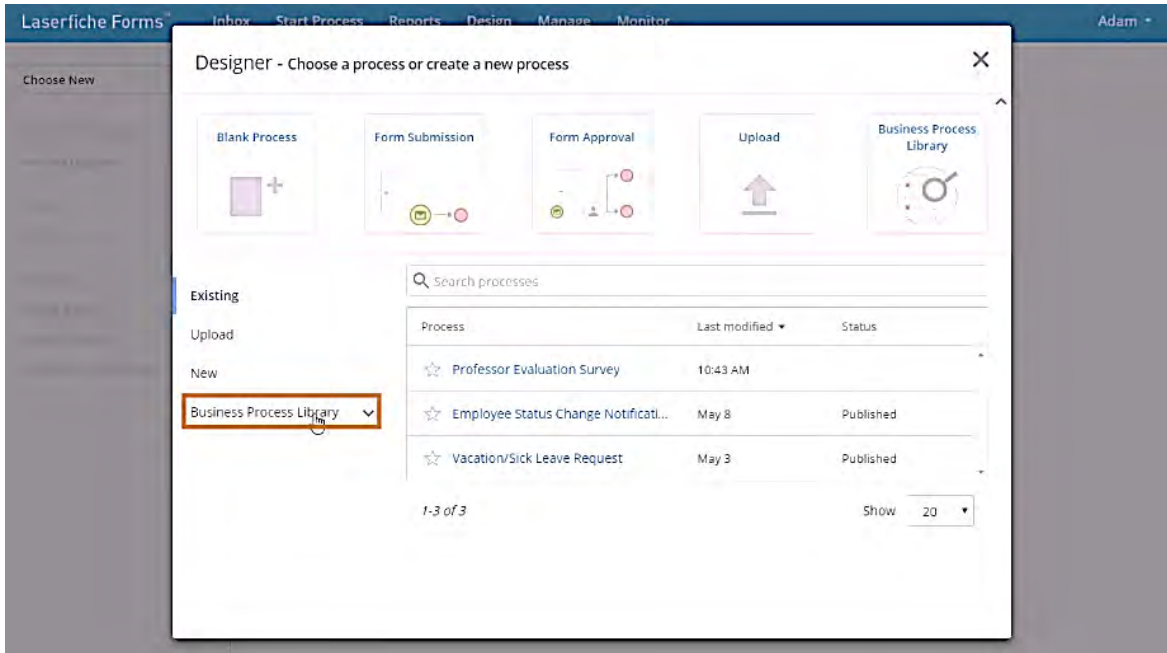 Laserfiche Forms™ Inbox Start Process Reports Design Manage Monitor Adam
Choose New
Designer - Choose a process or create a new process
Blank Process Form Submission Form Approval Upload Business Process Library
Existing
Upload
New
Business Process Library
Search processes
Process Last modified Status
Professor Evaluation Survey 10:43 AM
Employee Status Change Notificati... May 8 Published
Vacation/Sick Leave Request May 3 Published
1-3 of 3 Show 20